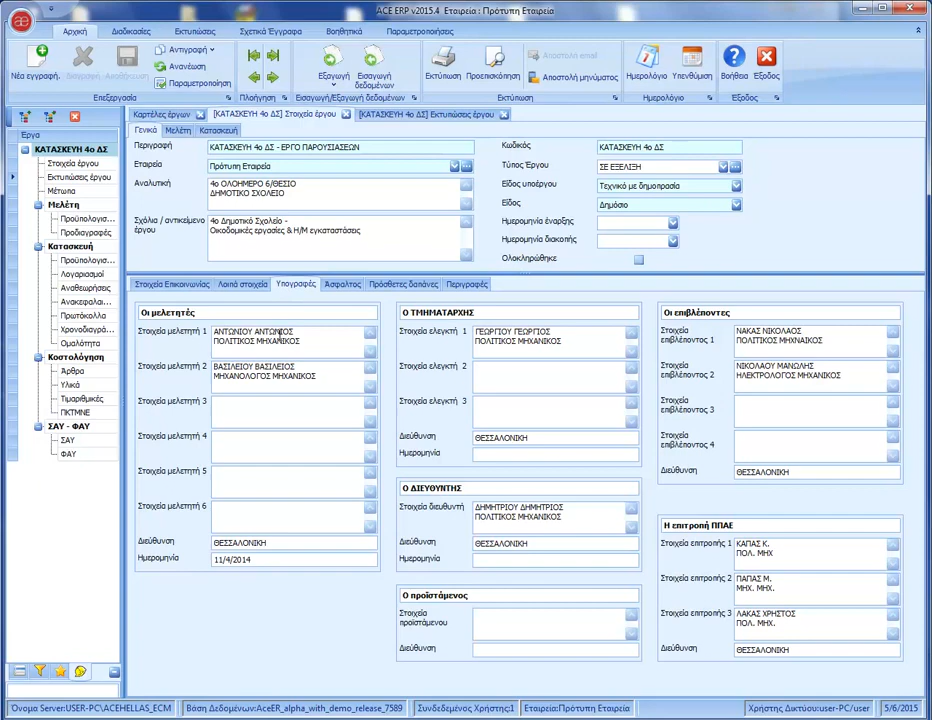 ACE ERP v2015.4 Εταιρεία : Πρότυπη Εταιρεία
Αρχική Διαδικασίες Εκτυπώσεις Σχετικά Έγγραφα Βοηθητικά Παραμετροποιήσεις
Νέα εγγραφή. Διαγραφή. Αποθήκευση Αντιγραφή Ανανέωση Παραμετροποίηση
Εξαγωγή Εισαγωγή δεδομένων
Εκτύπωση Προεπισκόπηση Αποστολή email Αποστολή μηνύματος
Ημερολόγιο Υπενθύμιση Βοήθεια Έξοδος
Επεξεργασία Πλοήγηση Εισαγωγή/Εξαγωγή δεδομένων Εκτύπωση Ημερολόγιο Έξοδος
Καρτέλες έργων [ΚΑΤΑΣΚΕΥΗ 4ο ΔΣ] Στοιχεία έργου [ΚΑΤΑΣΚΕΥΗ 4ο ΔΣ] Εκτυπώσεις έργου
Έργα
ΚΑΤΑΣΚΕΥΗ 4ο ΔΣ
Στοιχεία έργου
Εκτυπώσεις έργου
Μέτωπα
Μελέτη
Προϋπολογισ...
Προδιαγραφές
Κατασκευή
Προϋπολογισ...
Λογαριασμοί
Αναθεωρήσεις
Ανακεφαλαι...
Πρωτόκολλα
Χρονοδιαγρά...
Ομαλότητα
Κοστολόγηση
Άρθρα
Υλικά
Τιμαριθμικές
ΠΚΤΜΝΕ
ΣΑΥ - ΦΑΥ
ΣΑΥ
ΦΑΥ
Γενικά Μελέτη Κατασκευή
Περιγραφή ΚΑΤΑΣΚΕΥΗ 4ο ΔΣ - ΕΡΓΟ ΠΑΡΟΥΣΙΑΣΕΩΝ
Εταιρεία Πρότυπη Εταιρεία
Αναλυτική 4ο ΟΛΟΗΜΕΡΟ 6/ΘΕΣΙΟ
ΔΗΜΟΤΙΚΟ ΣΧΟΛΕΙΟ
Σχόλια / αντικείμενο έργου 4ο Δημοτικό Σχολείο -
Οικοδομικές εργασίες & Η/Μ εγκαταστάσεις
Κωδικός ΚΑΤΑΣΚΕΥΗ 4ο ΔΣ
Τύπος Έργου ΣΕ ΕΞΕΛΙΞΗ
Είδος υποέργου Τεχνικό με δημοπρασία
Είδος Δημόσιο
Ημερομηνία έναρξης
Ημερομηνία διακοπής
Ολοκληρώθηκε
Στοιχεία Επικοινωνίας Λοιπά στοιχεία Υπογραφές Άσφαλτος Πρόσθετες δαπάνες Περιγραφές
Οι μελετητές
Στοιχεία μελετητή 1 ΑΝΤΩΝΙΟΥ ΑΝΤΩΝΙΟΣ
ΠΟΛΙΤΙΚΟΣ ΜΗΧΑΝΙΚΟΣ
Στοιχεία μελετητή 2 ΒΑΣΙΛΕΙΟΥ ΒΑΣΙΛΕΙΟΣ
ΜΗΧΑΝΟΛΟΓΟΣ ΜΗΧΑΝΙΚΟΣ
Στοιχεία μελετητή 3
Στοιχεία μελετητή 4
Στοιχεία μελετητή 5
Στοιχεία μελετητή 6
Διεύθυνση ΘΕΣΣΑΛΟΝΙΚΗ
Ημερομηνία 11/4/2014
Ο ΤΜΗΜΑΤΑΡΧΗΣ
Στοιχεία ελεγκτή 1 ΓΕΩΡΓΙΟΥ ΓΕΩΡΓΙΟΣ
ΠΟΛΙΤΙΚΟΣ ΜΗΧΑΝΙΚΟΣ
Στοιχεία ελεγκτή 2
Στοιχεία ελεγκτή 3
Διεύθυνση ΘΕΣΣΑΛΟΝΙΚΗ
Ημερομηνία
Ο ΔΙΕΥΘΥΝΤΗΣ
Στοιχεία διευθυντή ΔΗΜΗΤΡΙΟΥ ΔΗΜΗΤΡΙΟΣ
ΠΟΛΙΤΙΚΟΣ ΜΗΧΑΝΙΚΟΣ
Διεύθυνση ΘΕΣΣΑΛΟΝΙΚΗ
Ημερομηνία
Ο προϊστάμενος
Στοιχεία προϊσταμένου
Διεύθυνση
Οι επιβλέποντες
Στοιχεία επιβλέποντος 1 ΝΑΚΑΣ ΝΙΚΟΛΑΟΣ
ΠΟΛΙΤΙΚΟΣ ΜΗΧΝΑΙΚΟΣ
Στοιχεία επιβλέποντος 2 ΝΙΚΟΛΑΟΥ ΜΑΝΩΛΗΣ
ΗΛΕΚΤΡΟΛΟΓΟΣ ΜΗΧΑΝΙΚΟΣ
Στοιχεία επιβλέποντος 3
Στοιχεία επιβλέποντος 4
Διεύθυνση ΘΕΣΣΑΛΟΝΙΚΗ
Η επιτροπή ΠΠΑΕ
Στοιχεία επιτροπής 1 ΚΑΠΑΣ Κ.
ΠΟΛ. ΜΗΧ
Στοιχεία επιτροπής 2 ΠΑΠΑΣ Μ.
ΜΗΧ. ΜΗΧ.
Στοιχεία επιτροπής 3 ΛΑΚΑΣ ΧΡΗΣΤΟΣ
ΠΟΛ. ΜΗΧ.
Διεύθυνση ΘΕΣΣΑΛΟΝΙΚΗ
Όνομα Server:USER-PC\ACEHELLAS_ECM Βάση Δεδομένων:AceER_alpha_with_demo_release_7589 Συνδεδεμένοι Χρήστες:1 Εταιρεία:Πρότυπη Εταιρεία Χρήστης Δικτύου:user-PC/user 5/6/2015